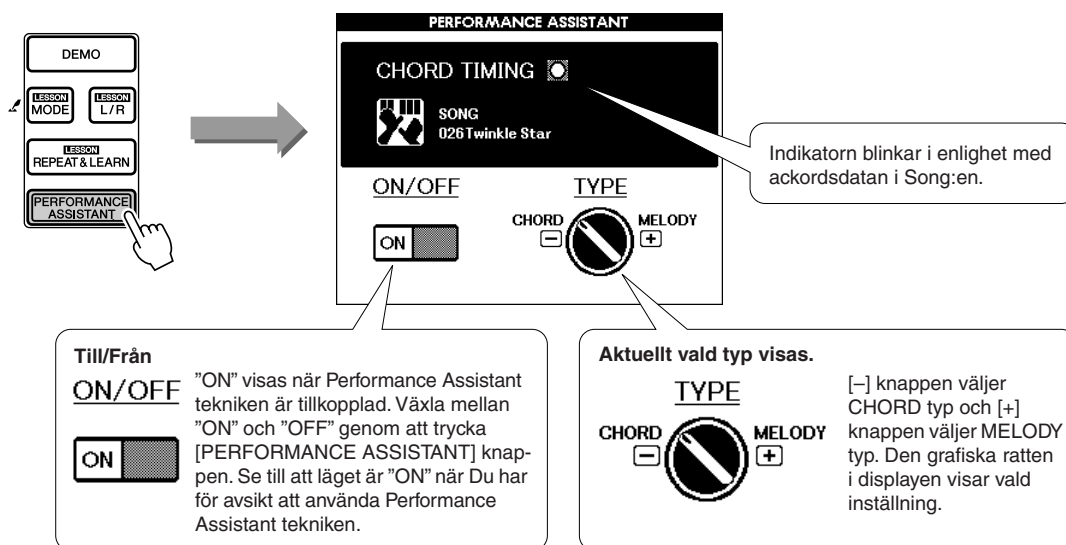 PERFORMANCE ASSISTANT
DEMO
LESSON
MODE
LESSON
L/R
LESSON
REPEAT & LEARN
PERFORMANCE
ASSISTANT
CHORD TIMING
SONG
026 Twinkle Star
ON/OFF
ON
TYPE
CHORD
−
MELODY
+
Indikatorn blinkar i enlighet med
ackordsdatan i Song:en.
Till/Från
ON/OFF
ON
”ON” visas när Performance Assistant
tekniken är tillkopplad. Växla mellan
”ON” och ”OFF” genom att trycka
[PERFORMANCE ASSISTANT] knap-
pen. Se till att läget är ”ON” när Du har
för avsikt att använda Performance
Assistant tekniken.
Aktuellt vald typ visas.
TYPE
CHORD
−
MELODY
+
[–] knappen väljer
CHORD typ och [+]
knappen väljer MELODY
typ. Den grafiska ratten
i displayen visar vald
inställning.